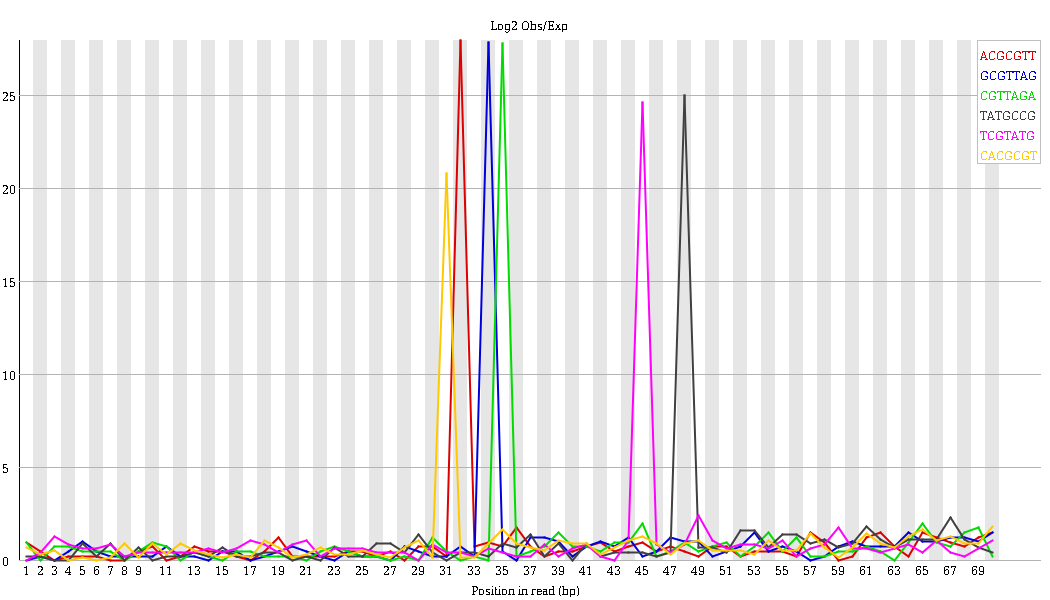 Log2 Obs/Exp
ACGCGTT
GCGTTAG
CGTTAGA
TATGCCG
TCGTATG
CACGCGT
25
20
15
10
5
0
1 2 3 4 5 6 7 8 9 11 13 15 17 19 21 23 25 27 29 31 33 35 37 39 41 43 45 47 49 51 53 55 57 59 61 63 65 67 69
Position in read (bp)